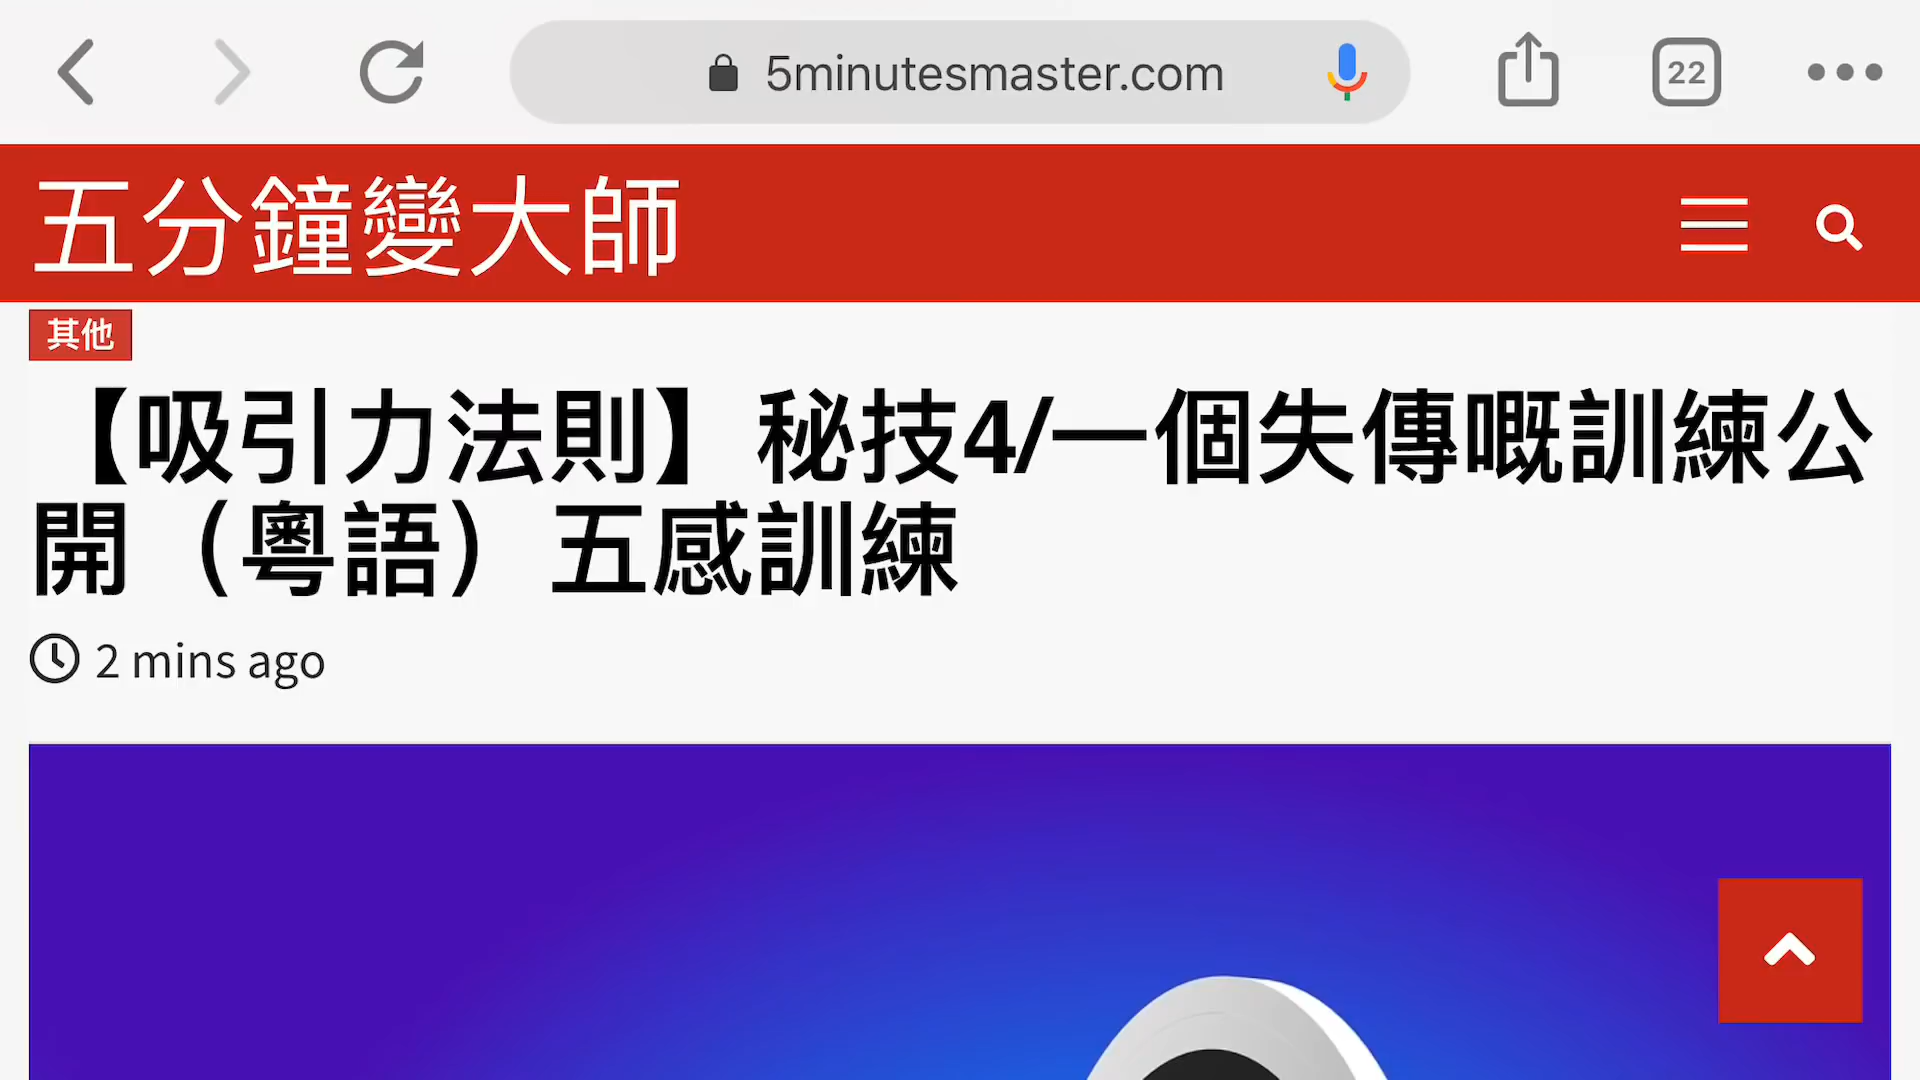 5minutesmaster.com
22
五分鐘變大師
其他
【吸引力法則】秘技4/一個失傳嘅訓練公
開（粵語）五感訓練
2 mins ago